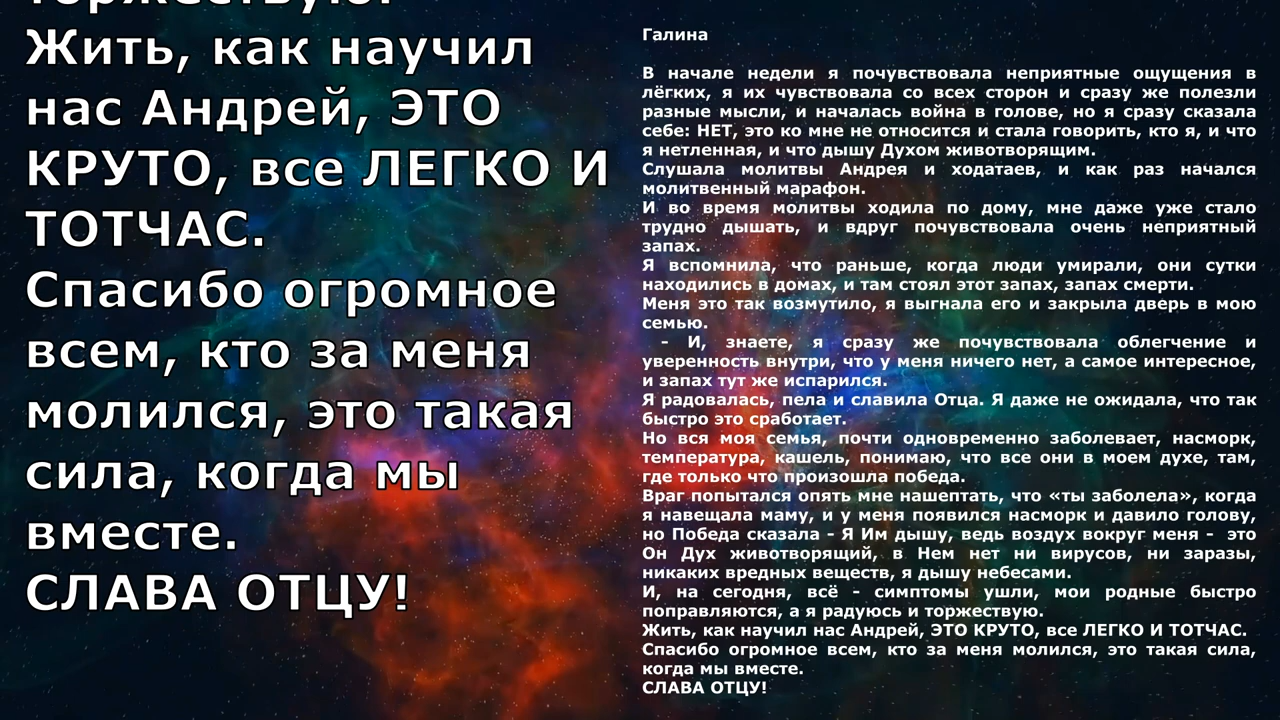 торжествую.
Жить, как научил
нас Андрей, ЭТО
КРУТО, все ЛЕГКО И
ТОТЧАС.
Спасибо огромное
всем, кто за меня
молился, это такая
сила, когда мы
вместе.
СЛАВА ОТЦУ!
Галина
В начале недели я почувствовала неприятные ощущения в
лёгких, я их чувствовала со всех сторон и сразу же полезли
разные мысли, и началась война в голове, но я сразу сказала
себе: НЕТ, это ко мне не относится и стала говорить, кто я, и что
я нетленная, и что дышу Духом животворящим.
Слушала молитвы Андрея и ходатаев, и как раз начался
молитвенный марафон.
И во время молитвы ходила по дому, мне даже уже стало
трудно дышать, и вдруг почувствовала очень неприятный
запах.
Я вспомнила, что раньше, когда люди умирали, они сутки
находились в домах, и там стоял этот запах, запах смерти.
Меня это так возмутило, я выгнала его и закрыла дверь в мою
семью.
- И, знаете, я сразу же почувствовала облегчение и
уверенность внутри, что у меня ничего нет, а самое интересное,
и запах тут же испарился.
Я радовалась, пела и славила Отца. Я даже не ожидала, что так
быстро это сработает.
Но вся моя семья, почти одновременно заболевает, насморк,
температура, кашель, понимаю, что все они в моем духе, там,
где только что произошла победа.
Враг попытался опять мне нашептать, что «ты заболела», когда
я навещала маму, и у меня появился насморк и давило голову,
но Победа сказала - Я Им дышу, ведь воздух вокруг меня - это
Он Дух животворящий, в Нем нет ни вирусов, ни заразы,
никаких вредных веществ, я дышу небесами.
И, на сегодня, всё - симптомы ушли, мои родные быстро
поправляются, а я радуюсь и торжествую.
Жить, как научил нас Андрей, ЭТО КРУТО, все ЛЕГКО И ТОТЧАС.
Спасибо огромное всем, кто за меня молился, это такая сила,
когда мы вместе.
СЛАВА ОТЦУ!